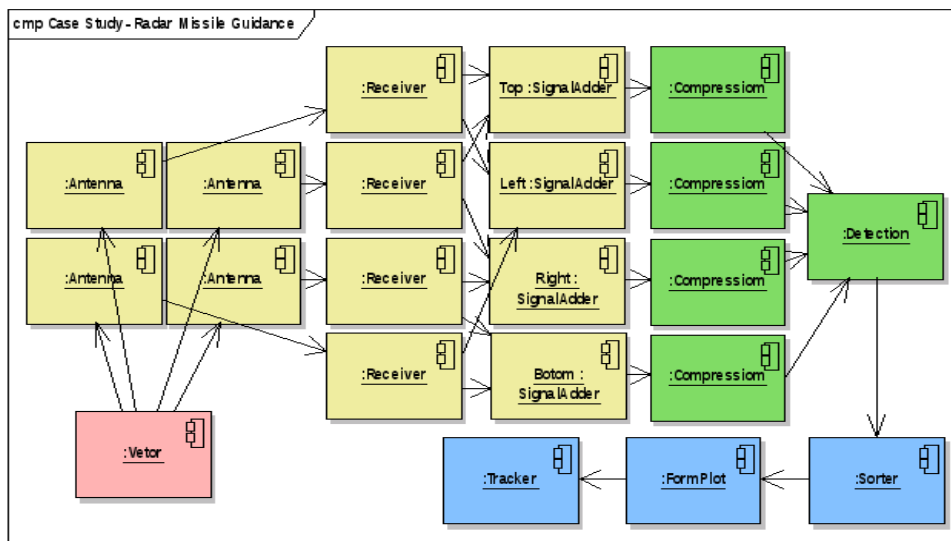 cmp Case Study - Radar Missile Guidance
:Receiver
Top :SignalAdder
:Compressiom
:Antenna
:Antenna
:Receiver
Left :SignalAdder
:Compressiom
:Detection
:Antenna
:Antenna
:Receiver
Right :
SignalAdder
:Compressiom
:Receiver
Botom :
SignalAdder
:Compressiom
:Vetor
:Tracker
:FormPlot
:Sorter